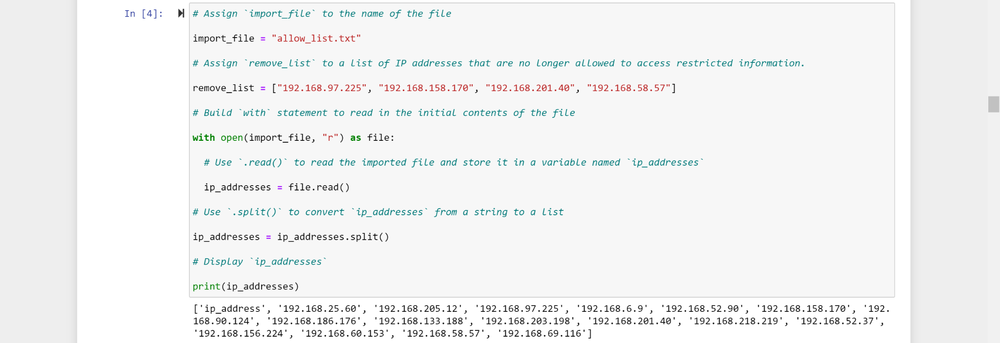 In [4]:
# Assign `import_file` to the name of the file
import_file = "allow_list.txt"
# Assign `remove_list` to a list of IP addresses that are no longer allowed to access restricted information.
remove_list = ["192.168.97.225", "192.168.158.170", "192.168.201.40", "192.168.58.57"]
# Build `with` statement to read in the initial contents of the file
with open(import_file, "r") as file:
# Use `.read()` to read the imported file and store it in a variable named `ip_addresses`
ip_addresses = file.read()
# Use `.split()` to convert `ip_addresses` from a string to a list
ip_addresses = ip_addresses.split()
# Display `ip_addresses`
print(ip_addresses)
['ip_address', '192.168.25.60', '192.168.205.12', '192.168.97.225', '192.168.6.9', '192.168.52.90', '192.168.158.170', '192.
168.90.124', '192.168.186.176', '192.168.133.188', '192.168.203.198', '192.168.201.40', '192.168.218.219', '192.168.52.37',
'192.168.156.224', '192.168.60.153', '192.168.58.57', '192.168.69.116']